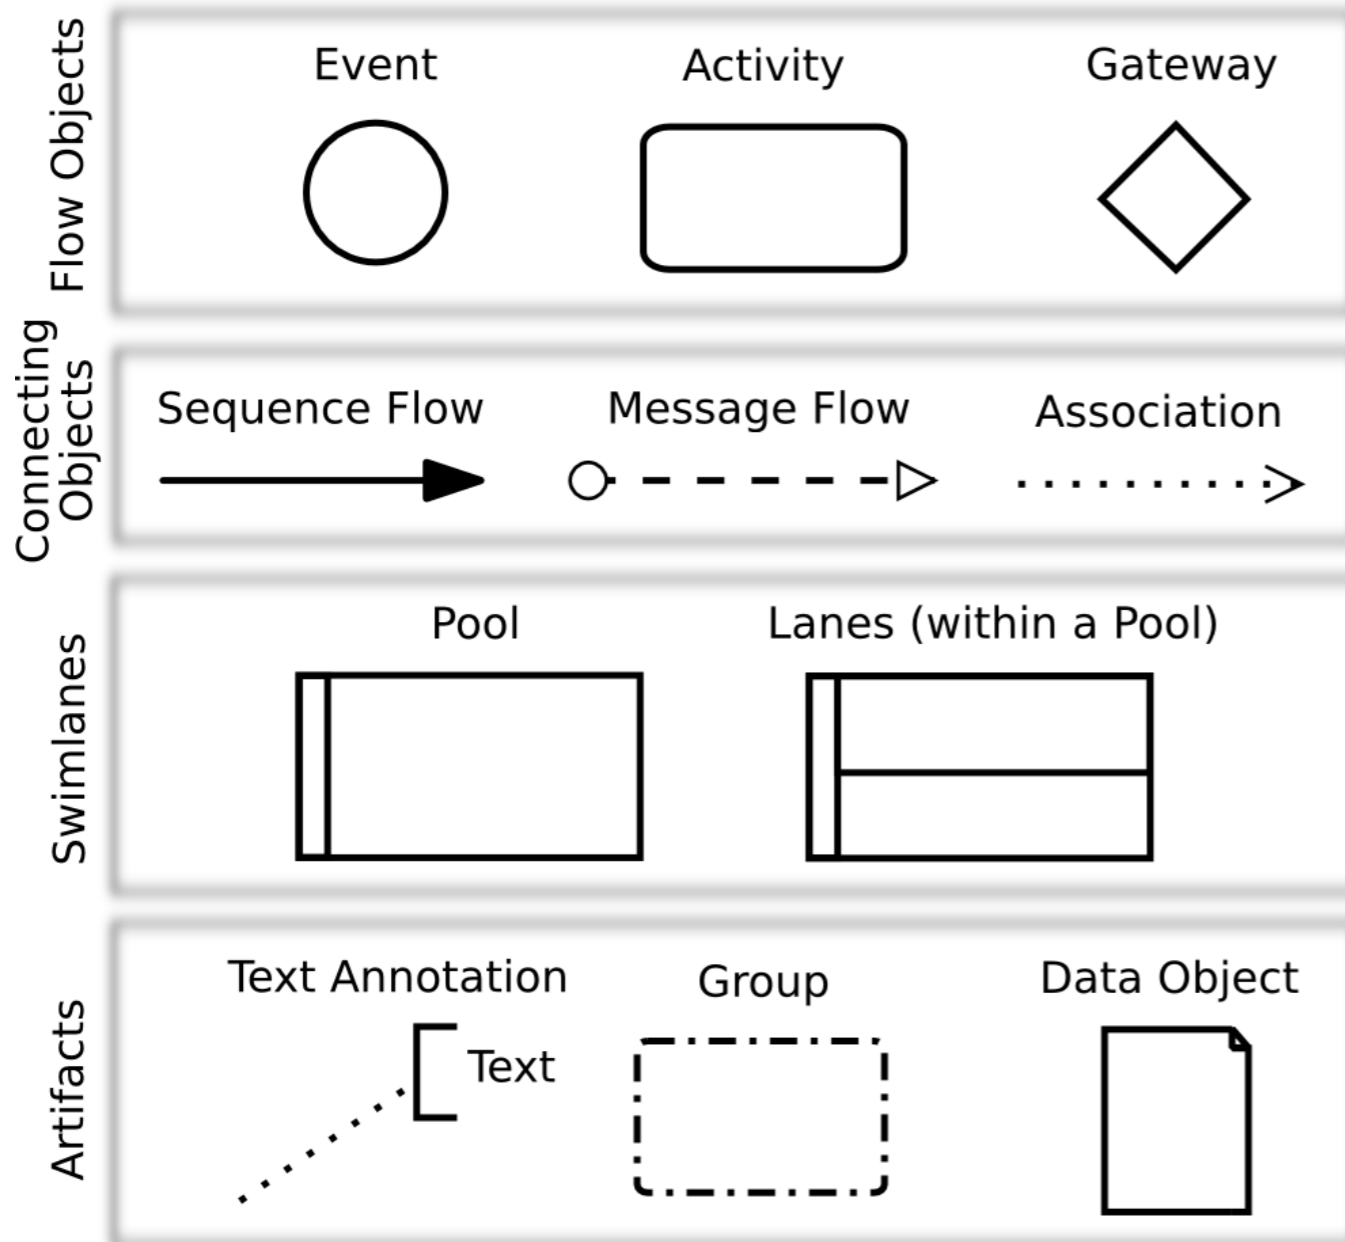 Flow Objects
Event
Activity
Gateway
Connecting
Objects
Sequence Flow
Message Flow
Association
Swimlanes
Pool
Lanes (within a Pool)
Artifacts
Text Annotation
Group
Data Object
Text